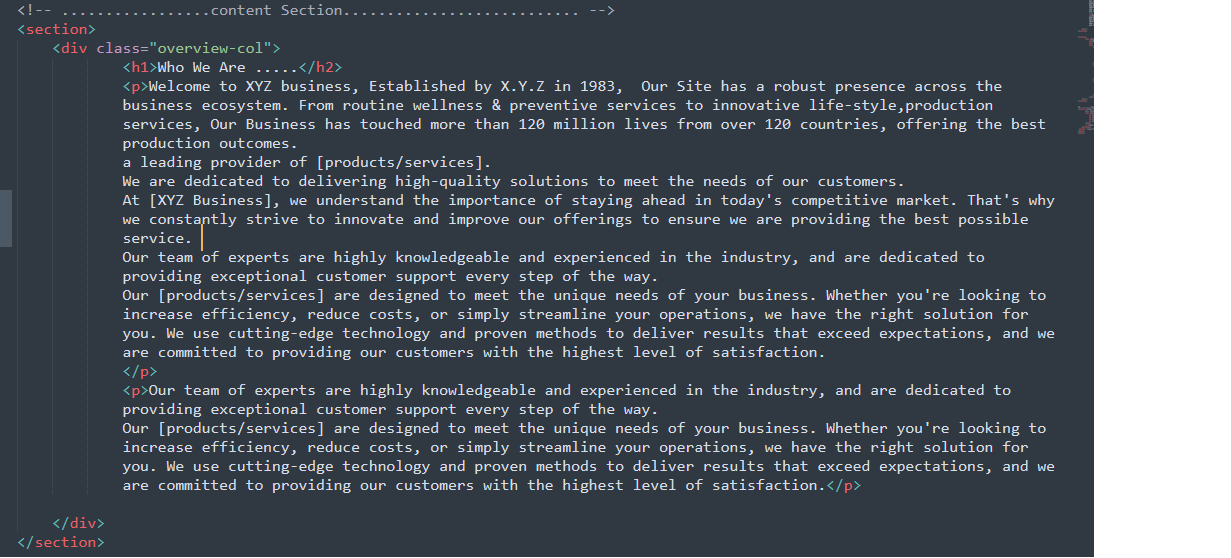 <!-- .................content Section........................... -->
<section>
<div class="overview-col">
<h1>Who We Are .....</h2>
<p>Welcome to XYZ business, Established by X.Y.Z in 1983,  Our Site has a robust presence across the
business ecosystem. From routine wellness & preventive services to innovative life-style,production
services, Our Business has touched more than 120 million lives from over 120 countries, offering the best
production outcomes.
a leading provider of [products/services].
We are dedicated to delivering high-quality solutions to meet the needs of our customers.
At [XYZ Business], we understand the importance of staying ahead in today's competitive market. That's why
we constantly strive to innovate and improve our offerings to ensure we are providing the best possible
service.
Our team of experts are highly knowledgeable and experienced in the industry, and are dedicated to
providing exceptional customer support every step of the way.
Our [products/services] are designed to meet the unique needs of your business. Whether you're looking to
increase efficiency, reduce costs, or simply streamline your operations, we have the right solution for
you. We use cutting-edge technology and proven methods to deliver results that exceed expectations, and we
are committed to providing our customers with the highest level of satisfaction.
</p>
<p>Our team of experts are highly knowledgeable and experienced in the industry, and are dedicated to
providing exceptional customer support every step of the way.
Our [products/services] are designed to meet the unique needs of your business. Whether you're looking to
increase efficiency, reduce costs, or simply streamline your operations, we have the right solution for
you. We use cutting-edge technology and proven methods to deliver results that exceed expectations, and we
are committed to providing our customers with the highest level of satisfaction.</p>
</div>
</section>